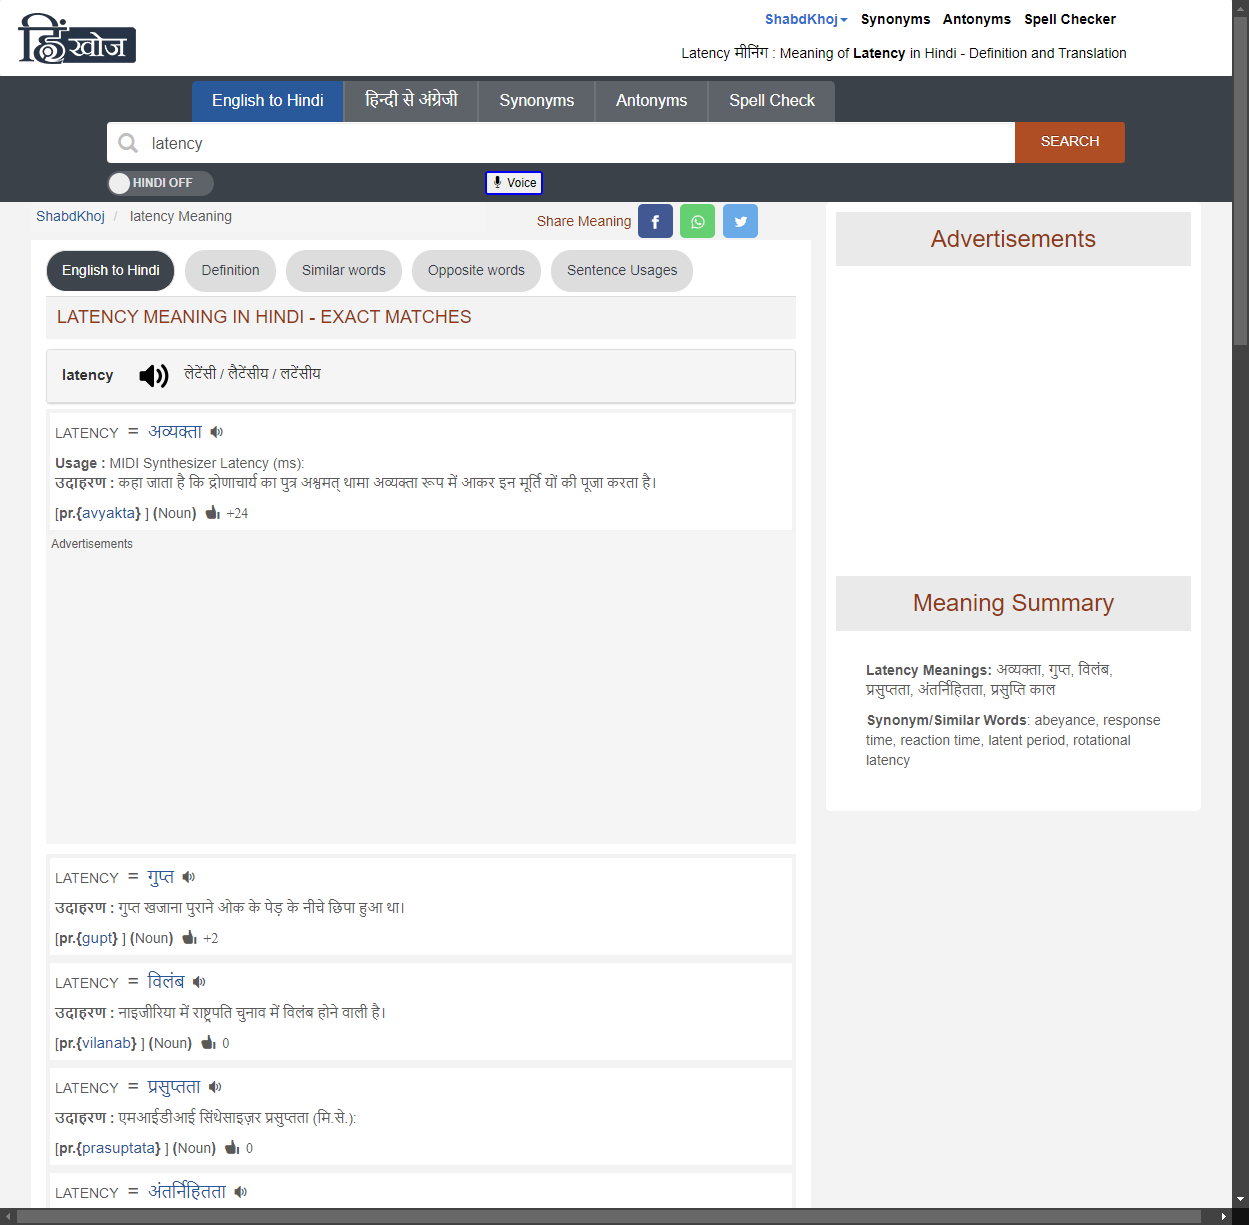 हिंखोज
ShabdKhoj Synonyms Antonyms Spell Checker
Latency मीनिंग : Meaning of Latency in Hindi - Definition and Translation
English to Hindi हिन्दी से अंग्रेजी Synonyms Antonyms Spell Check
latency SEARCH
HINDI OFF Voice
ShabdKhoj / latency Meaning
Share Meaning
English to Hindi Definition Similar words Opposite words Sentence Usages
LATENCY MEANING IN HINDI - EXACT MATCHES
latency लेटेंसी / लैटेंसीय / लटेंसीय
LATENCY = अव्यक्ता
Usage : MIDI Synthesizer Latency (ms):
उदाहरण : कहा जाता है कि द्रोणाचार्य का पुत्र अश्वमत् थामा अव्यक्ता रूप में आकर इन मूर्ति यों की पूजा करता है।
[pr.{avyakta} ] (Noun) +24
Advertisements
LATENCY = गुप्त
उदाहरण : गुप्त खजाना पुराने ओक के पेड़ के नीचे छिपा हुआ था।
[pr.{gupt} ] (Noun) +2
LATENCY = विलंब
उदाहरण : नाइजीरिया में राष्ट्रपति चुनाव में विलंब होने वाली है।
[pr.{vilanab} ] (Noun) 0
LATENCY = प्रसुप्तता
उदाहरण : एमआईडीआई सिंथेसाइज़र प्रसुप्तता (मि.से.):
[pr.{prasuptata} ] (Noun) 0
LATENCY = अंतर्निहितता
Advertisements
Meaning Summary
Latency Meanings: अव्यक्ता, गुप्त, विलंब,
प्रसुप्तता, अंतर्निहितता, प्रसुप्ति काल
Synonym/Similar Words: abeyance, response
time, reaction time, latent period, rotational
latency